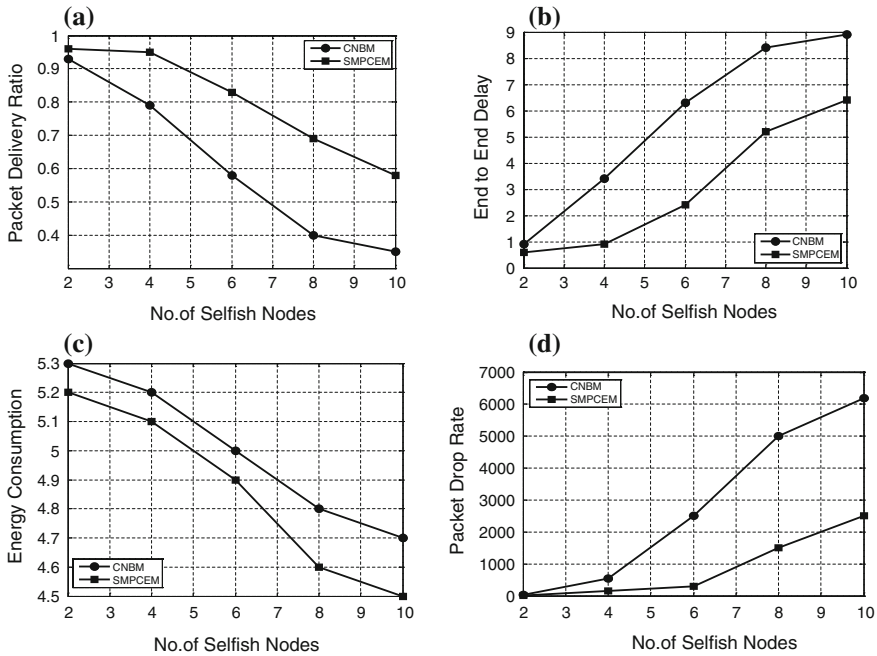 (a)
1
0.9
0.8
0.7
0.6
0.5
0.4
2 3 4 5 6 7 8 9 10
Packet Delivery Ratio
No.of Selfish Nodes
CNBM
SMPCEM
(b)
9
8
7
6
5
4
3
2
1
0
2 3 4 5 6 7 8 9 10
End to End Delay
No.of Selfish Nodes
CNBM
SMPCEM
(c)
5.3
5.2
5.1
5
4.9
4.8
4.7
4.6
4.5
2 3 4 5 6 7 8 9 10
Energy Consumption
No.of Selfish Nodes
CNBM
SMPCEM
(d)
7000
6000
5000
4000
3000
2000
1000
0
2 3 4 5 6 7 8 9 10
Packet Drop Rate
No.of Selfish Nodes
CNBM
SMPCEM